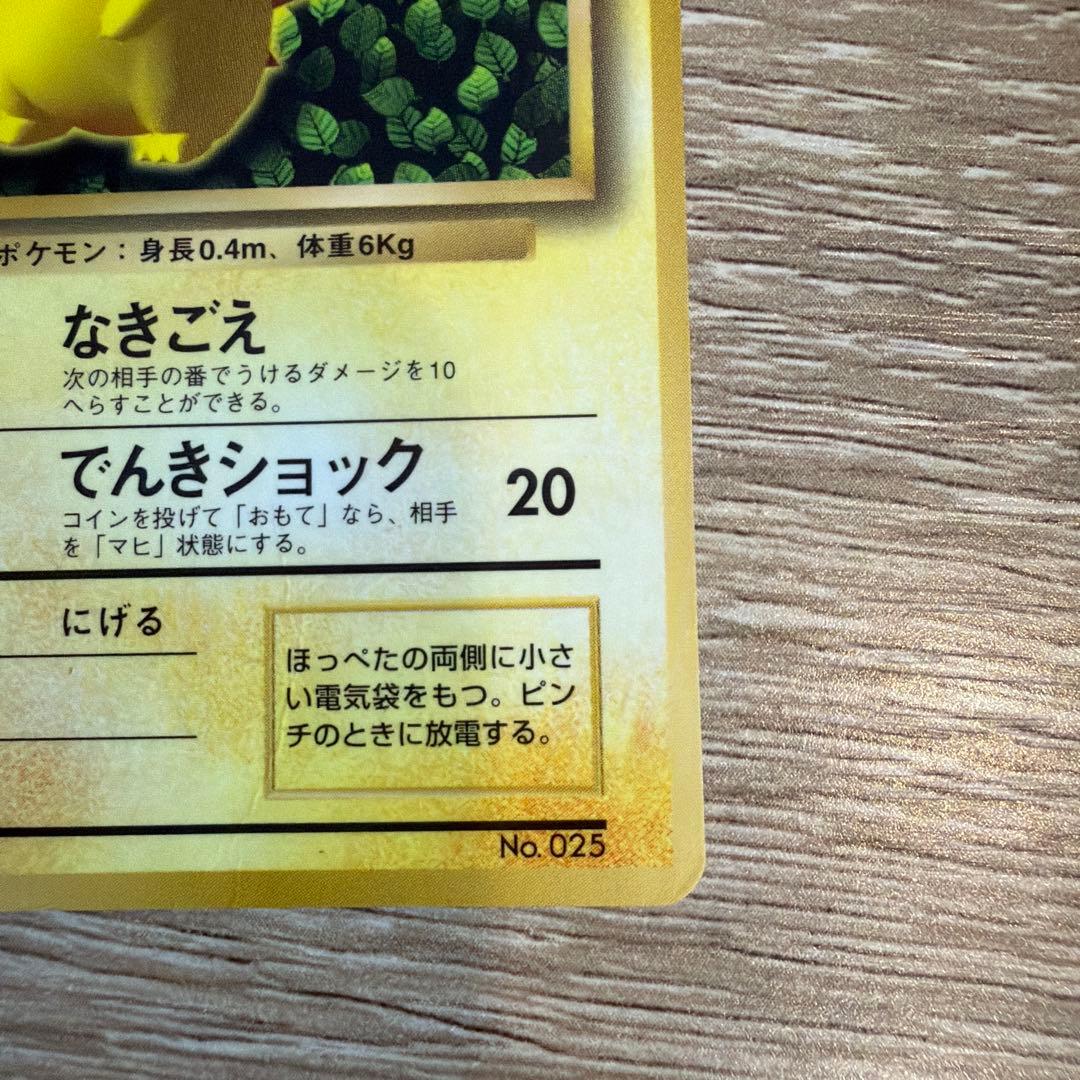 ポケモン：身長0.4m、体重6Kg
なきごえ
次の相手の番でうけるダメージを10
へらすことができる。
でんきショック 20
コインを投げて「おもて」なら、相手
を「マヒ」状態にする。
にげる
ほっぺたの両側に小さ
い電気袋をもつ。ピン
チのときに放電する。
No. 025